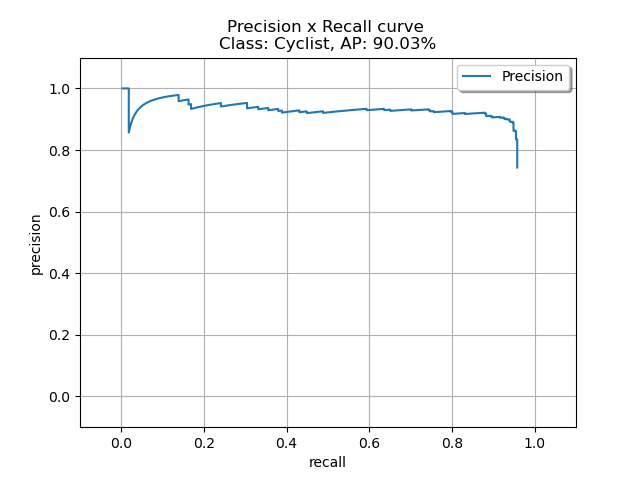 Precision x Recall curve
Class: Cyclist, AP: 90.03%
Precision
1.0
0.8
0.6
0.4
0.2
0.0
precision
0.0 0.2 0.4 0.6 0.8 1.0
recall